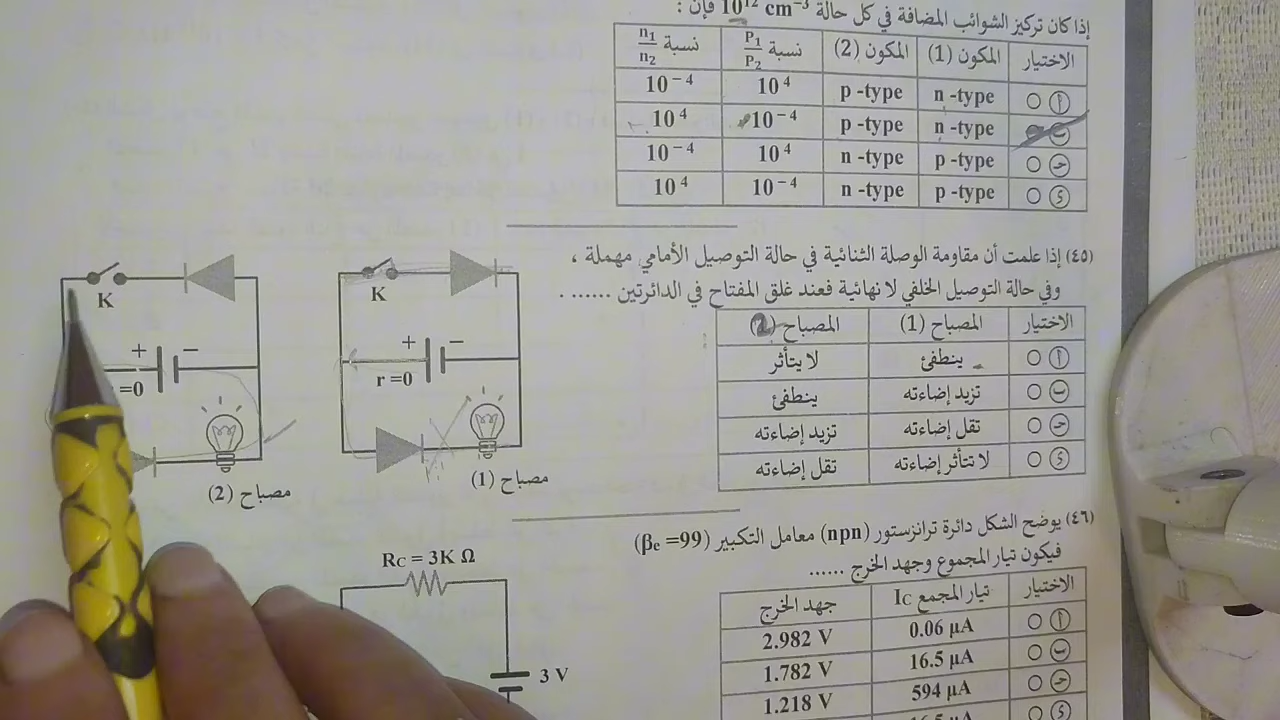 إذا كان تركيز الشوائب المضافة في كل حالة 10¹² cm⁻³ فإن :
الاختيار المكون (1) المكون (2) نسبة P₁/P₂ نسبة n₁/n₂
أ n -type p -type 10⁴ 10⁻⁴
ب n -type p -type 10⁻⁴ 10⁴
جـ p -type n -type 10⁴ 10⁻⁴
د p -type n -type 10⁻⁴ 10⁴
(٤٥) إذا علمت أن مقاومة الوصلة الثنائية في حالة التوصيل الأمامي مهملة ،
وفي حالة التوصيل الخلفي لا نهائية فعند غلق المفتاح في الدائرتين ...... .
الاختيار المصباح (1) المصباح (2)
أ ينطفئ لا يتأثر
ب تزيد إضاءته ينطفئ
جـ تقل إضاءته تزيد إضاءته
د لا تتأثر إضاءته تقل إضاءته
K
+ −
r =0
مصباح (1)
K
+ −
=0
مصباح (2)
(٤٦) يوضح الشكل دائرة ترانزستور (npn) معامل التكبير (βe =99)
فيكون تيار المجموع وجهد الخرج ......
الاختيار تيار المجمع IC جهد الخرج
أ 0.06 µA 2.982 V
ب 16.5 µA 1.782 V
جـ 594 µA 1.218 V
RC = 3K Ω
3 V